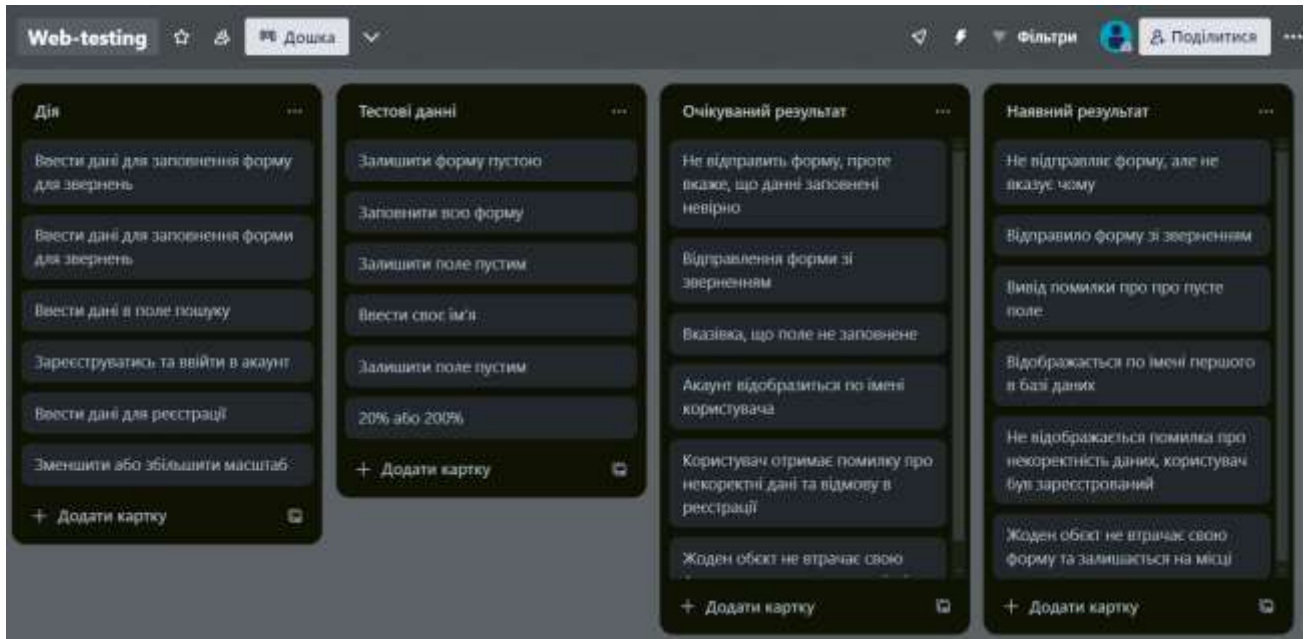 Web-testing
Дошка
Фільтри
Поділитися
Дія
Ввести дані для заповнення форму
для звернень
Ввести дані для заповнення форми
для звернень
Ввести дані в поле пошуку
Зареєструватись та ввійти в акаунт
Ввести дані для реєстрації
Зменшити або збільшити масштаб
+ Додати картку
Тестові данні
Залишити форму пустою
Заповнити всю форму
Залишити поле пустим
Ввести своє ім'я
Залишити поле пустим
20% або 200%
+ Додати картку
Очікуваний результат
Не відправить форму, проте
вкаже, що данні заповнені
невірно
Відправлення форми зі
зверненням
Вказівка, що поле не заповнене
Акаунт відобразиться по імені
користувача
Користувач отримає помилку про
некоректні дані та відмову в
реєстрації
Жоден обєкт не втрачає свою
+ Додати картку
Наявний результат
Не відправляє форму, але не
вказує чому
Відправило форму зі зверненням
Вивід помилки про про пусте
поле
Відображається по імені першого
в базі даних
Не відображається помилка про
некоректність даних, користувач
був зареєстрований
Жоден обєкт не втрачає свою
форму та залишається на місці
+ Додати картку